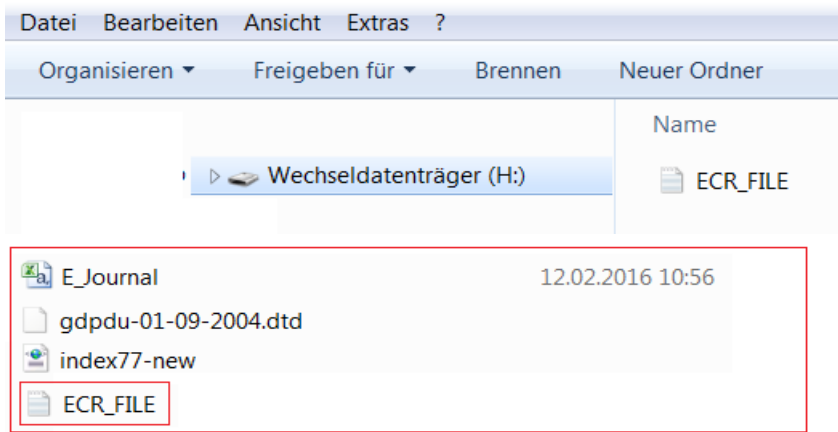 Datei Bearbeiten Ansicht Extras ?
Organisieren Freigeben für Brennen Neuer Ordner
Name
Wechseldatenträger (H:) ECR_FILE
E_Journal 12.02.2016 10:56
gdpdu-01-09-2004.dtd
index77-new
ECR_FILE